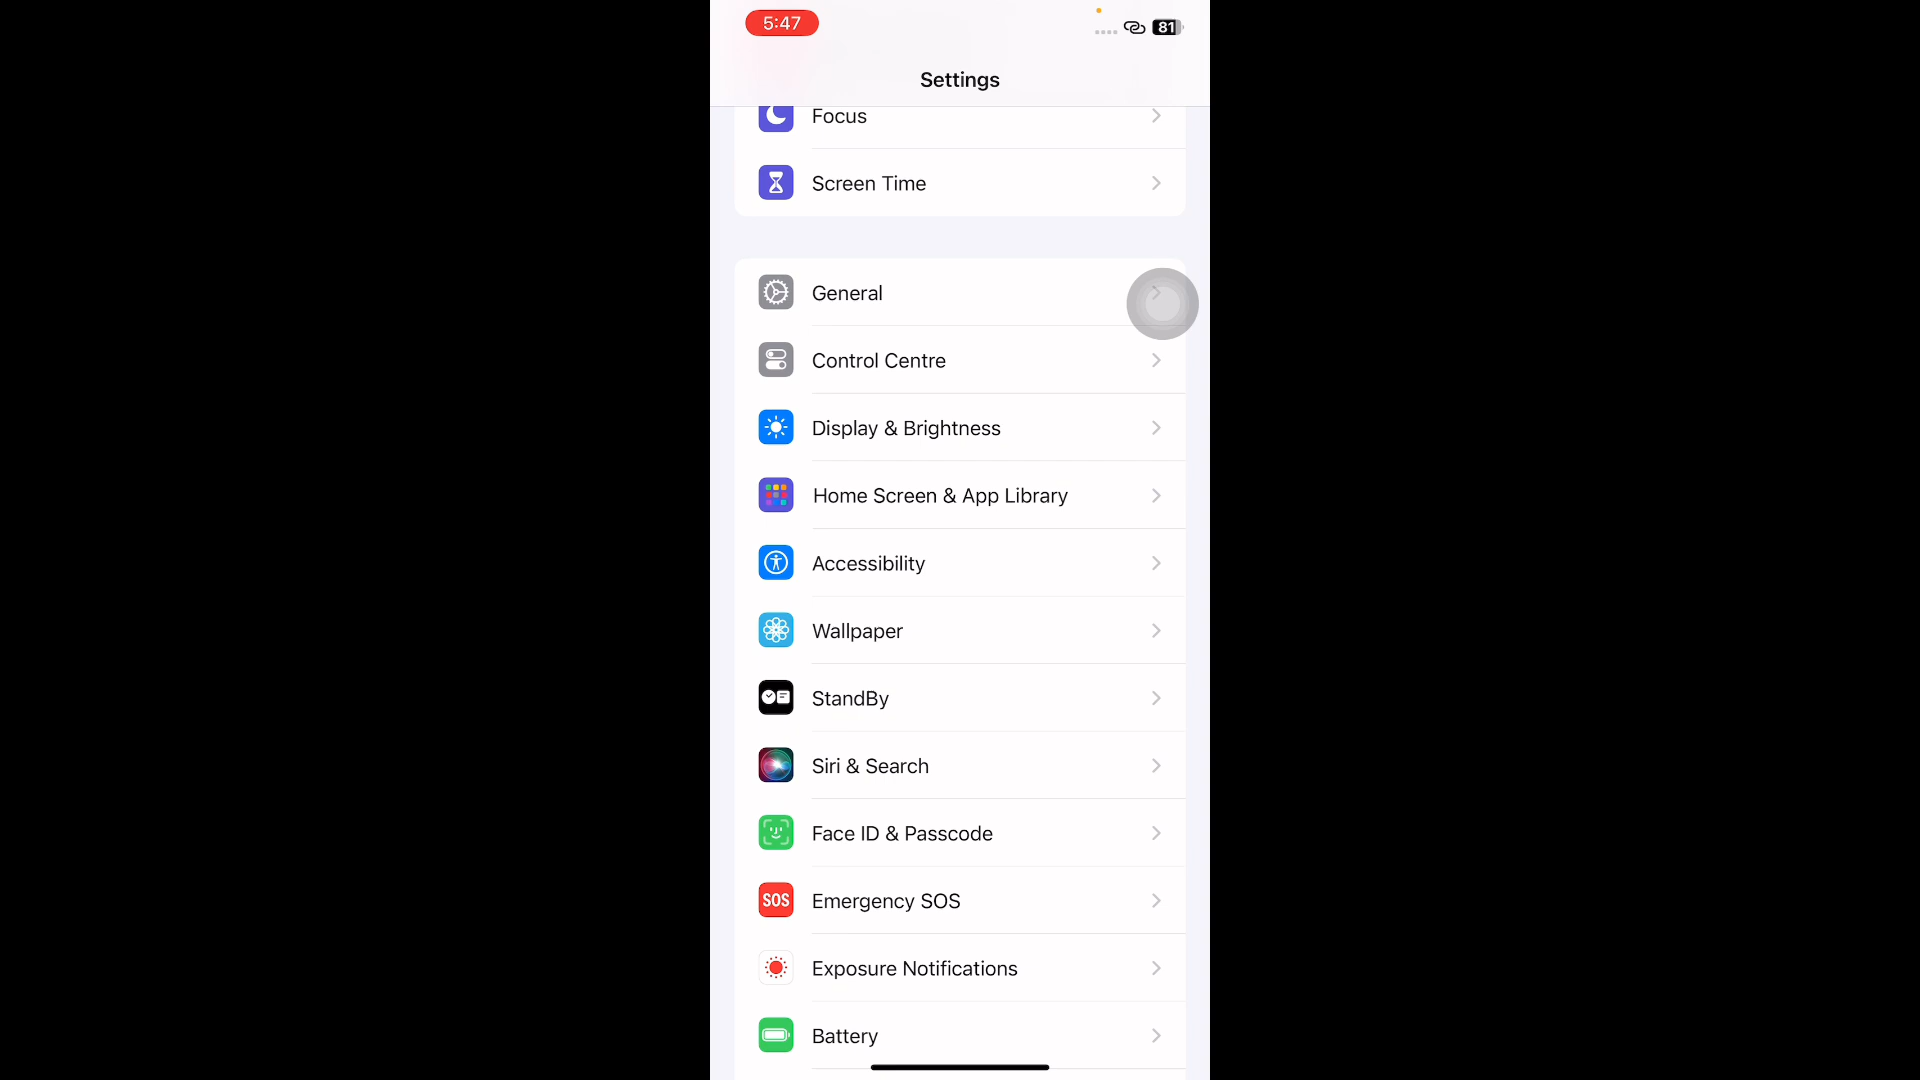 5:47
81
Settings
Focus
Screen Time
General
Control Centre
Display & Brightness
Home Screen & App Library
Accessibility
Wallpaper
StandBy
Siri & Search
Face ID & Passcode
SOS
Emergency SOS
Exposure Notifications
Battery